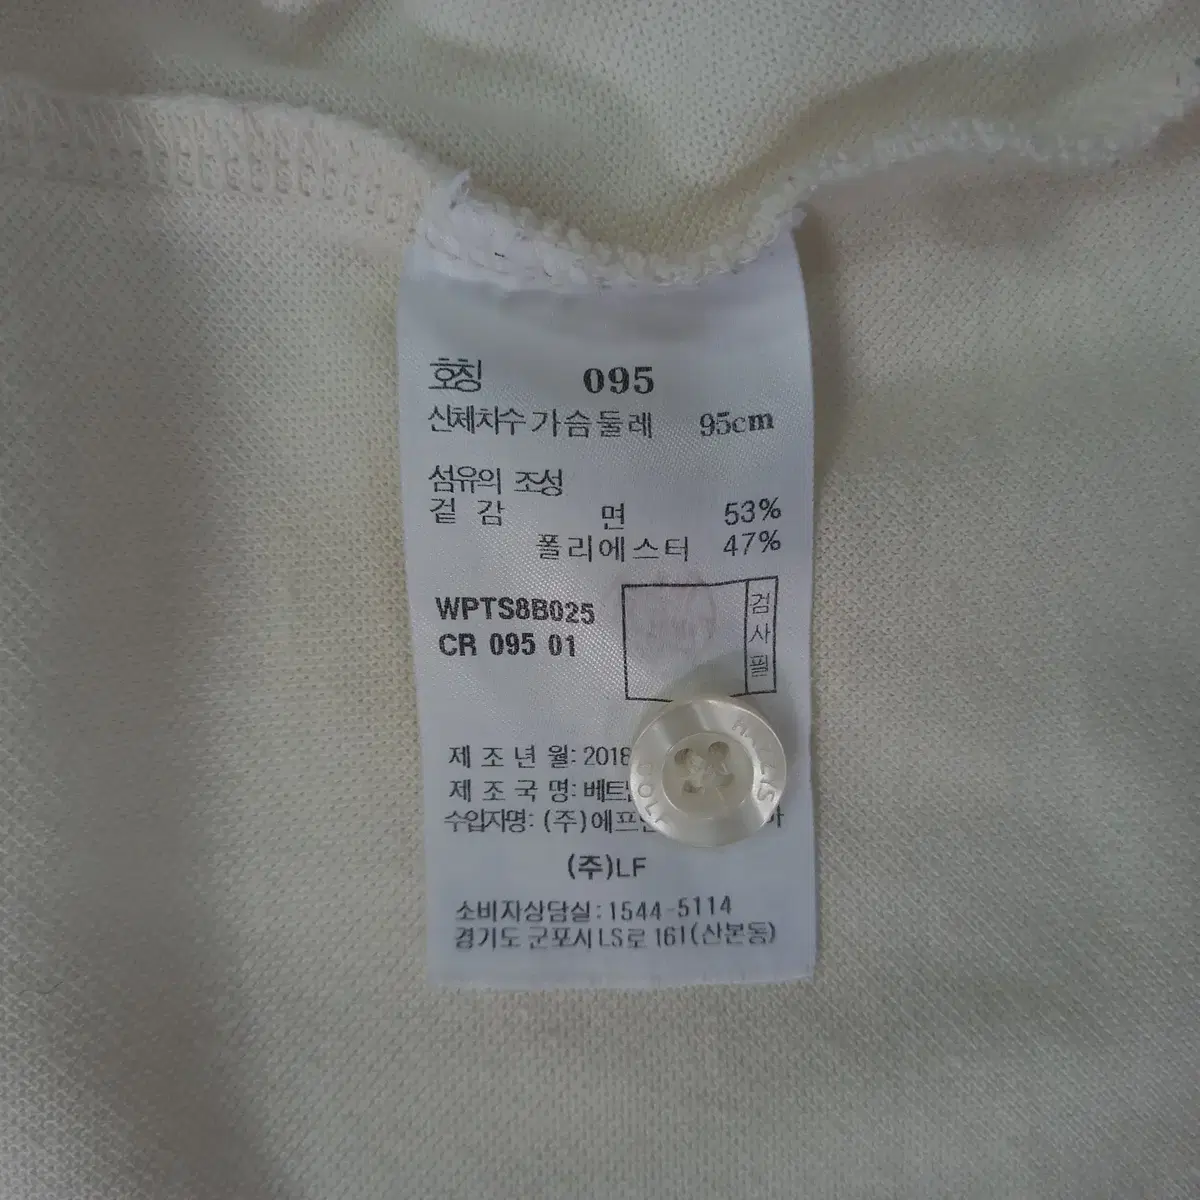 호칭 095
신체치수 가슴둘레 95cm
섬유의 조성
겉 감 면 53%
폴리에스터 47%
WPTS8B025
CR 095 01
검사필
제 조 년 월: 2018
제 조 국 명: 베트
수입자명: (주)에프
(주)LF
소비자상담실: 1544-5114
경기도 군포시 LS로 161(산본동)